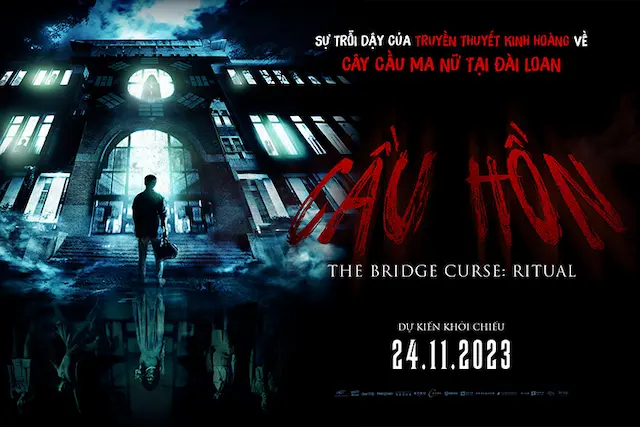 SỰ TRỖI DẬY CỦA TRUYỀN THUYẾT KINH HOÀNG VỀ
CÂY CẦU MA NỮ TẠI ĐÀI LOAN
CẦU HỒN
THE BRIDGE CURSE: RITUAL
DỰ KIẾN KHỞI CHIẾU
24.11.2023